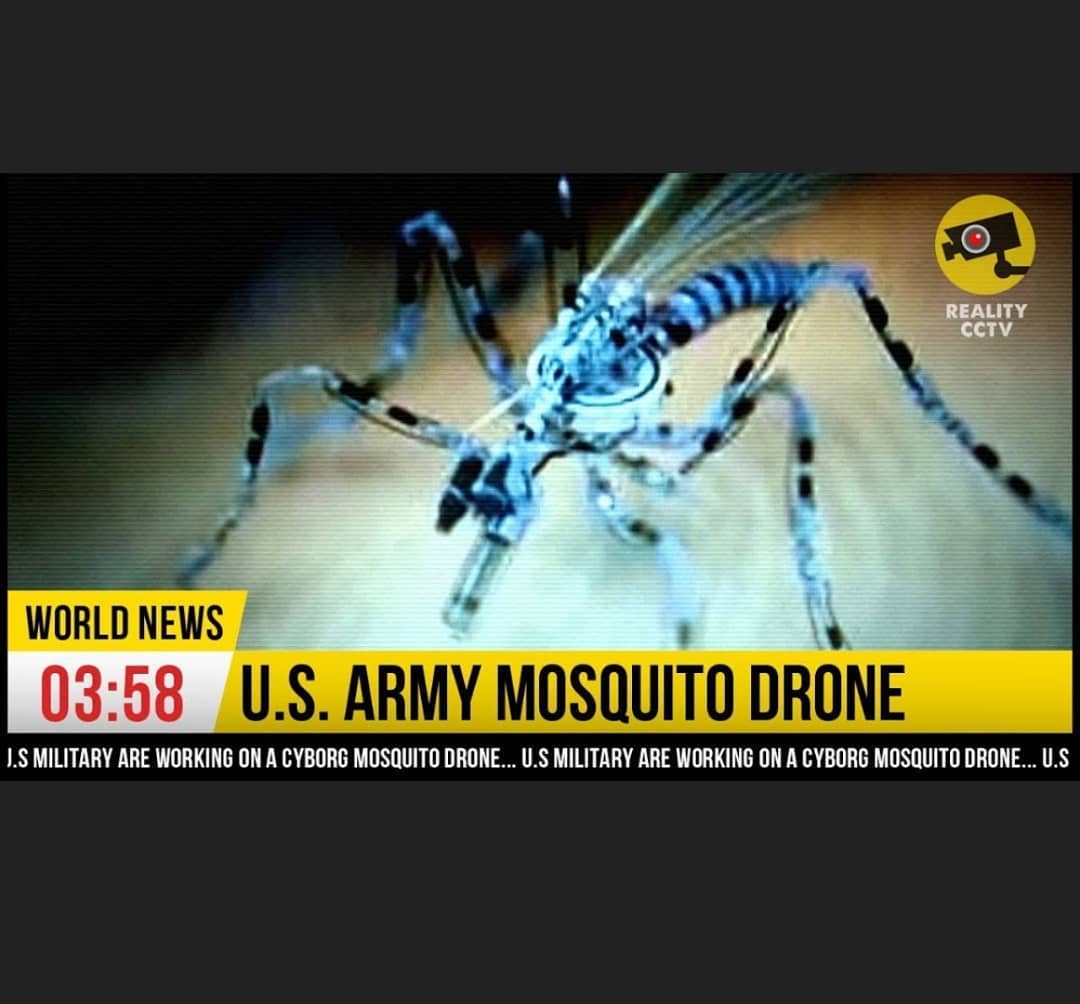 REALITY
CCTV
WORLD NEWS
03:58
U.S. ARMY MOSQUITO DRONE
.S MILITARY ARE WORKING ON A CYBORG MOSQUITO DRONE... U.S MILITARY ARE WORKING ON A CYBORG MOSQUITO DRONE... U.S